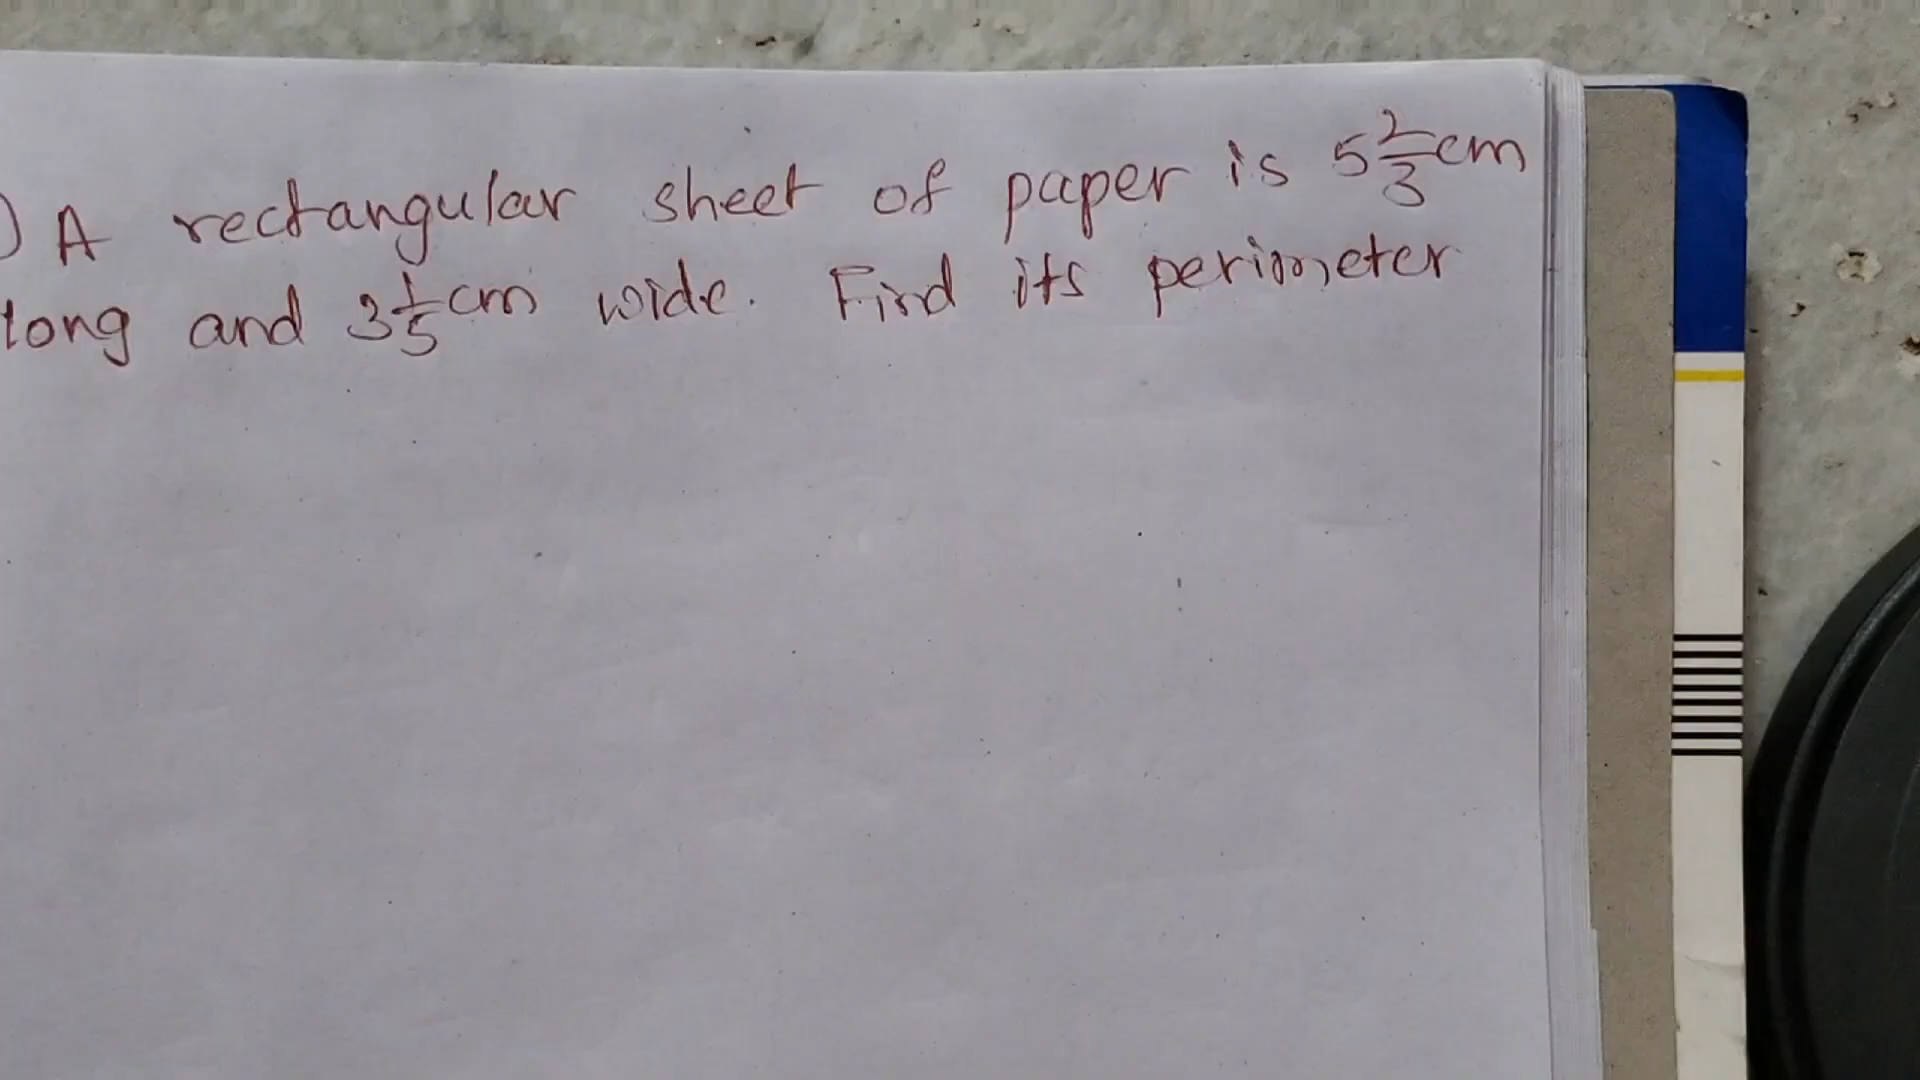 ) A rectangular sheet of paper is 5 2/3 cm
long and 3 1/5 cm wide. Find its perimeter